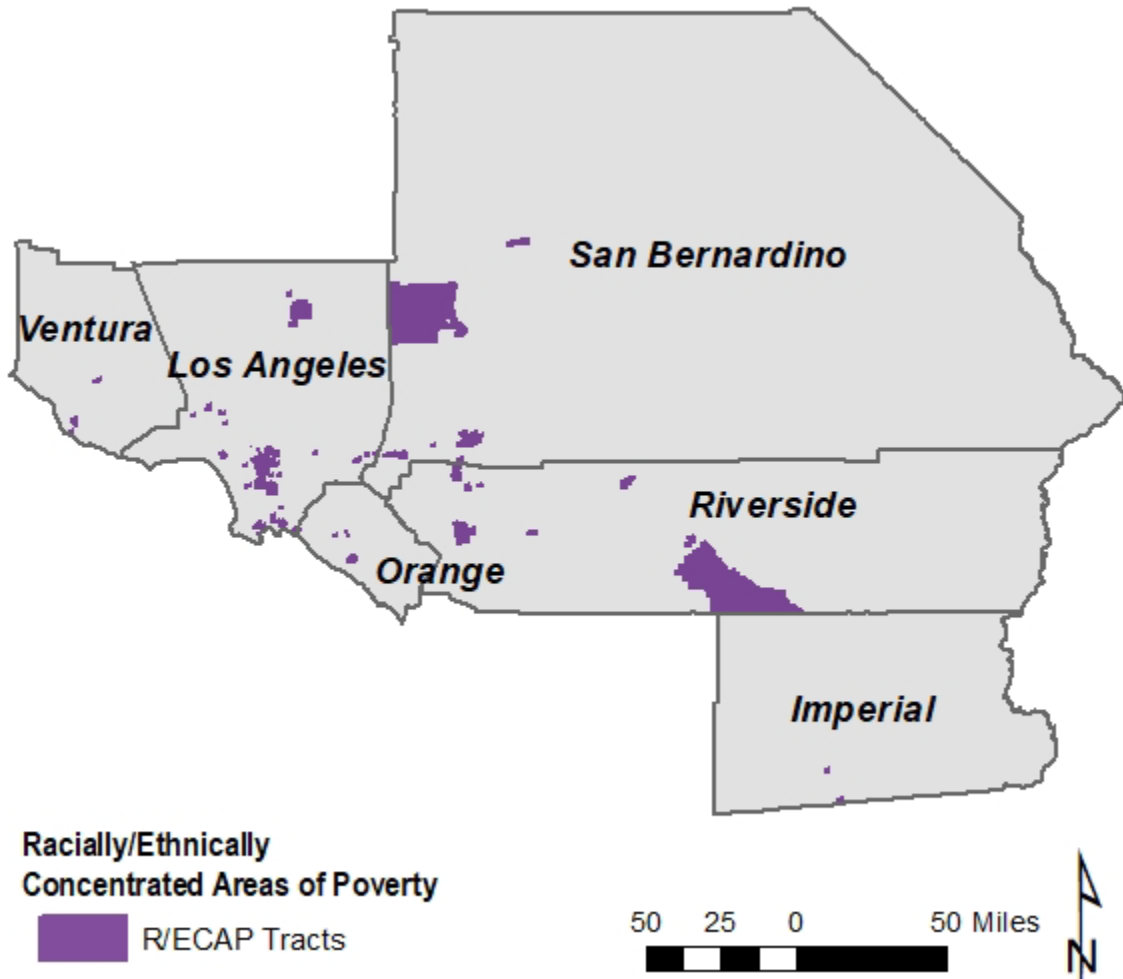 San Bernardino
Ventura
Los Angeles
Riverside
Orange
Imperial
Racially/Ethnically
Concentrated Areas of Poverty
R/ECAP Tracts
50 25 0 50 Miles
N